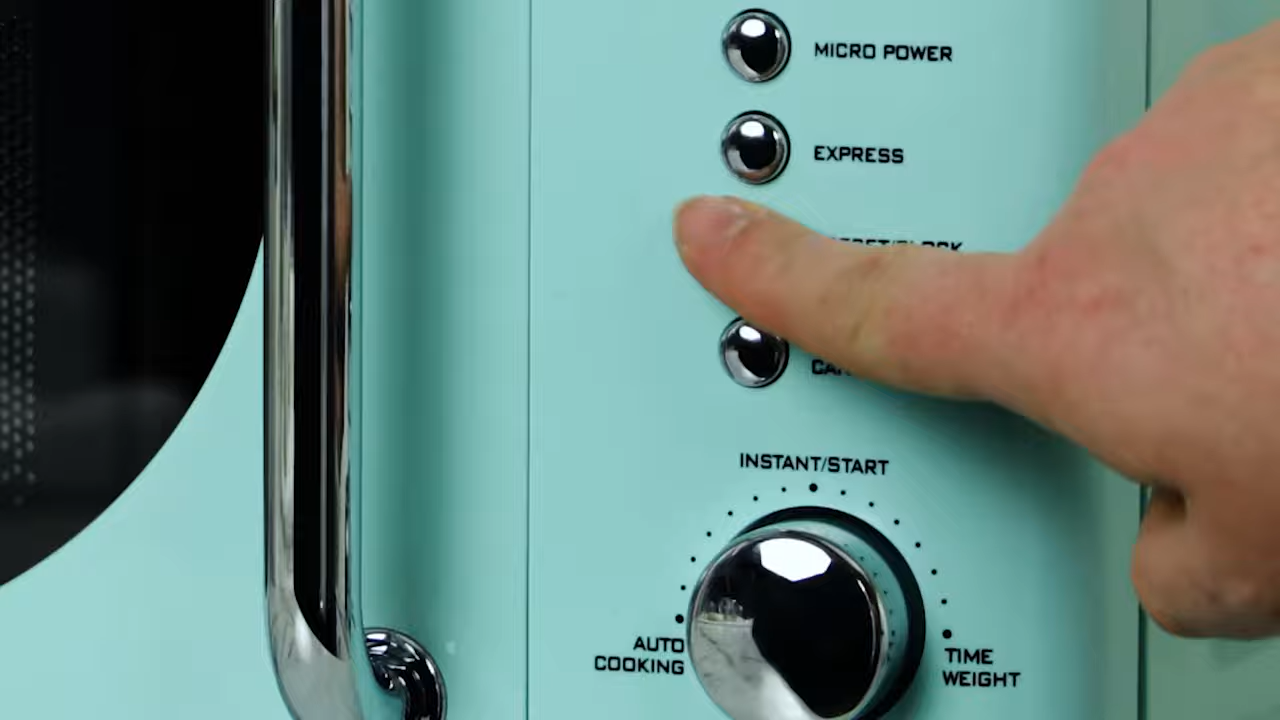 MICRO POWER
EXPRESS
INSTANT/START
AUTO
COOKING
TIME
WEIGHT